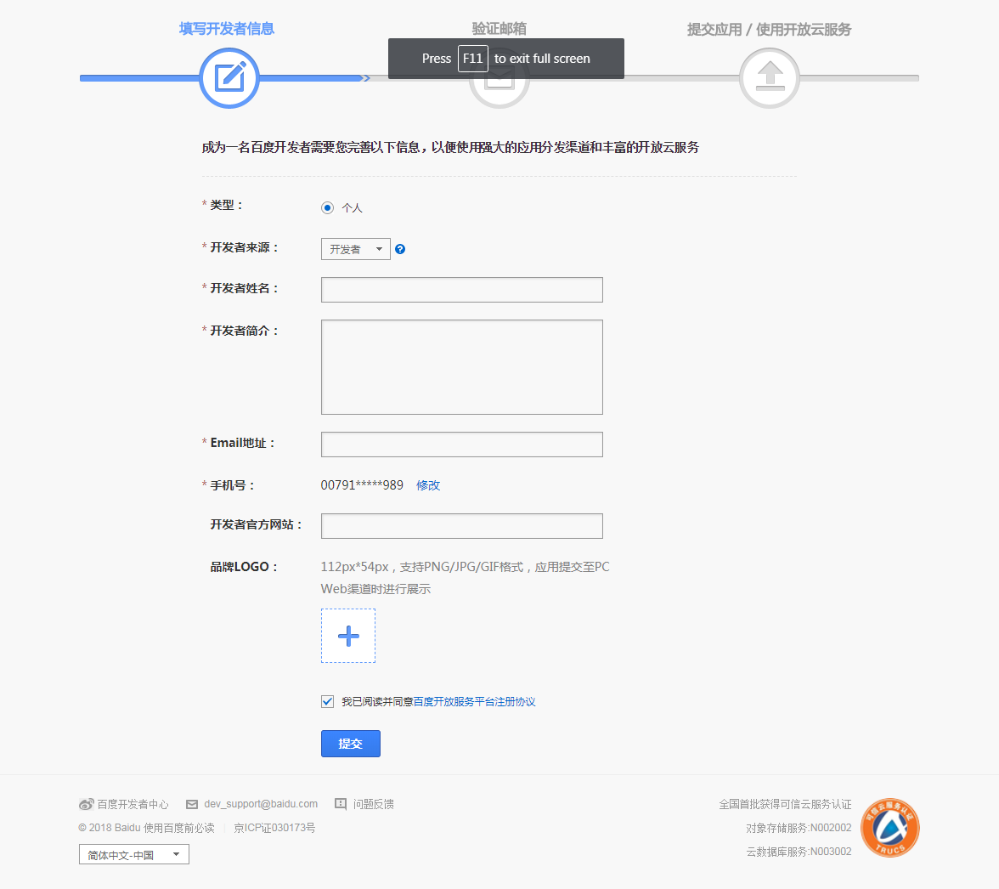 填写开发者信息
验证邮箱
提交应用 / 使用开放云服务
Press F11 to exit full screen
成为一名百度开发者需要您完善以下信息，以便使用强大的应用分发渠道和丰富的开放云服务
* 类型：
个人
* 开发者来源：
开发者
* 开发者姓名：
* 开发者简介：
* Email地址：
* 手机号：
00791*****989 修改
开发者官方网站：
品牌LOGO：
112px*54px，支持PNG/JPG/GIF格式，应用提交至PC
Web渠道时进行展示
我已阅读并同意百度开放服务平台注册协议
提交
百度开发者中心 dev_support@baidu.com 问题反馈
© 2018 Baidu 使用百度前必读 | 京ICP证030173号
简体中文-中国
全国首批获得可信云服务认证
对象存储服务:N002002
云数据库服务:N003002
可信云服务认证
TRUCS